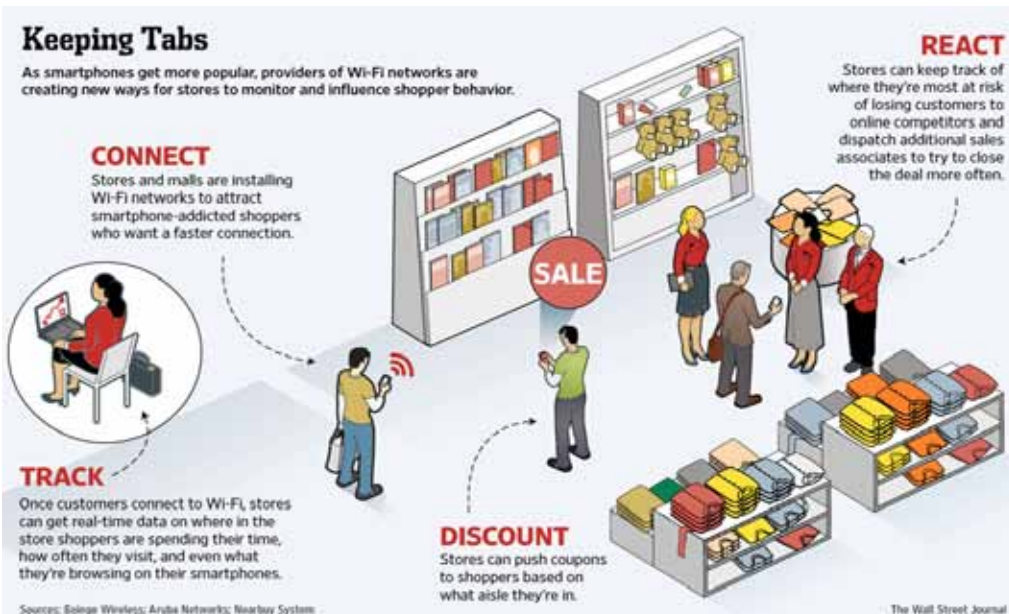 Keeping Tabs
As smartphones get more popular, providers of Wi-Fi networks are
creating new ways for stores to monitor and influence shopper behavior.
CONNECT
Stores and malls are installing
Wi-Fi networks to attract
smartphone-addicted shoppers
who want a faster connection.
REACT
Stores can keep track of
where they're most at risk
of losing customers to
online competitors and
dispatch additional sales
associates to try to close
the deal more often.
SALE
TRACK
Once customers connect to Wi-Fi, stores
can get real-time data on where in the
store shoppers are spending their time,
how often they visit, and even what
they're browsing on their smartphones.
DISCOUNT
Stores can push coupons
to shoppers based on
what aisle they're in.
Sources: Boingo Wireless; Aruba Networks; Nearbuy System
The Wall Street Journal